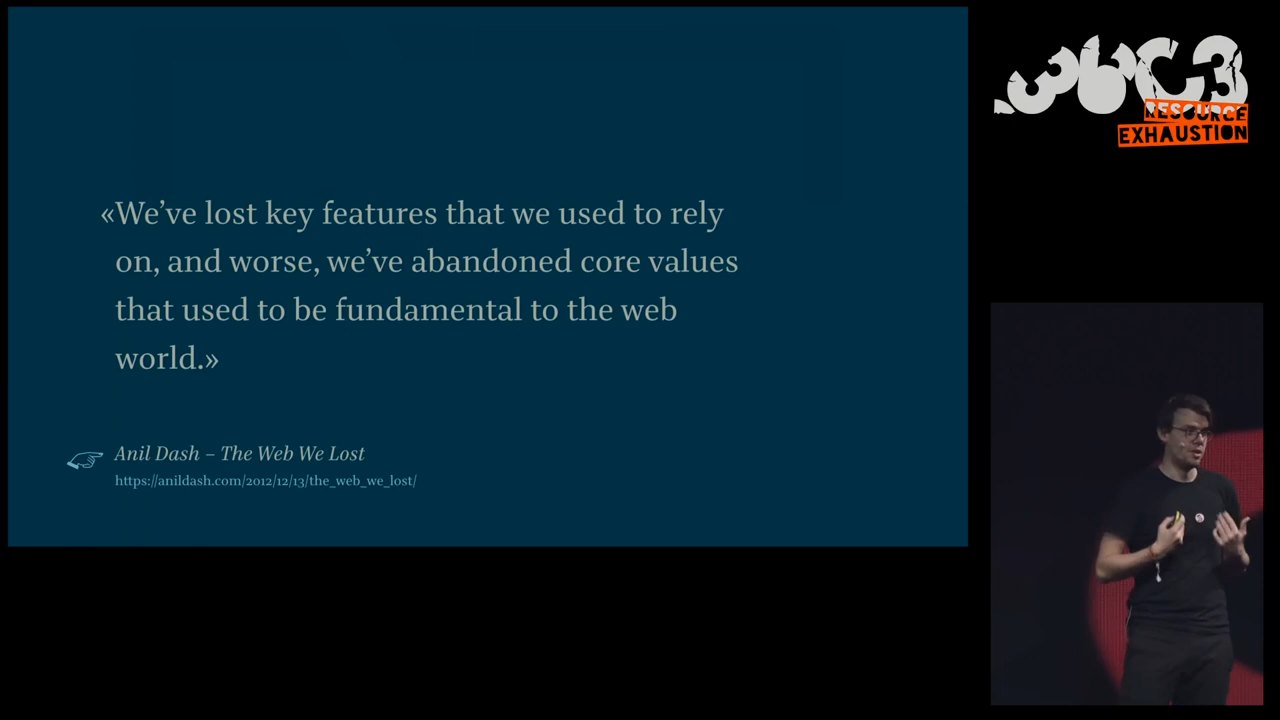 «We’ve lost key features that we used to rely
on, and worse, we’ve abandoned core values
that used to be fundamental to the web
world.»
Anil Dash – The Web We Lost
https://anildash.com/2012/12/13/the_web_we_lost/
36C3
RESOURCE
EXHAUSTION